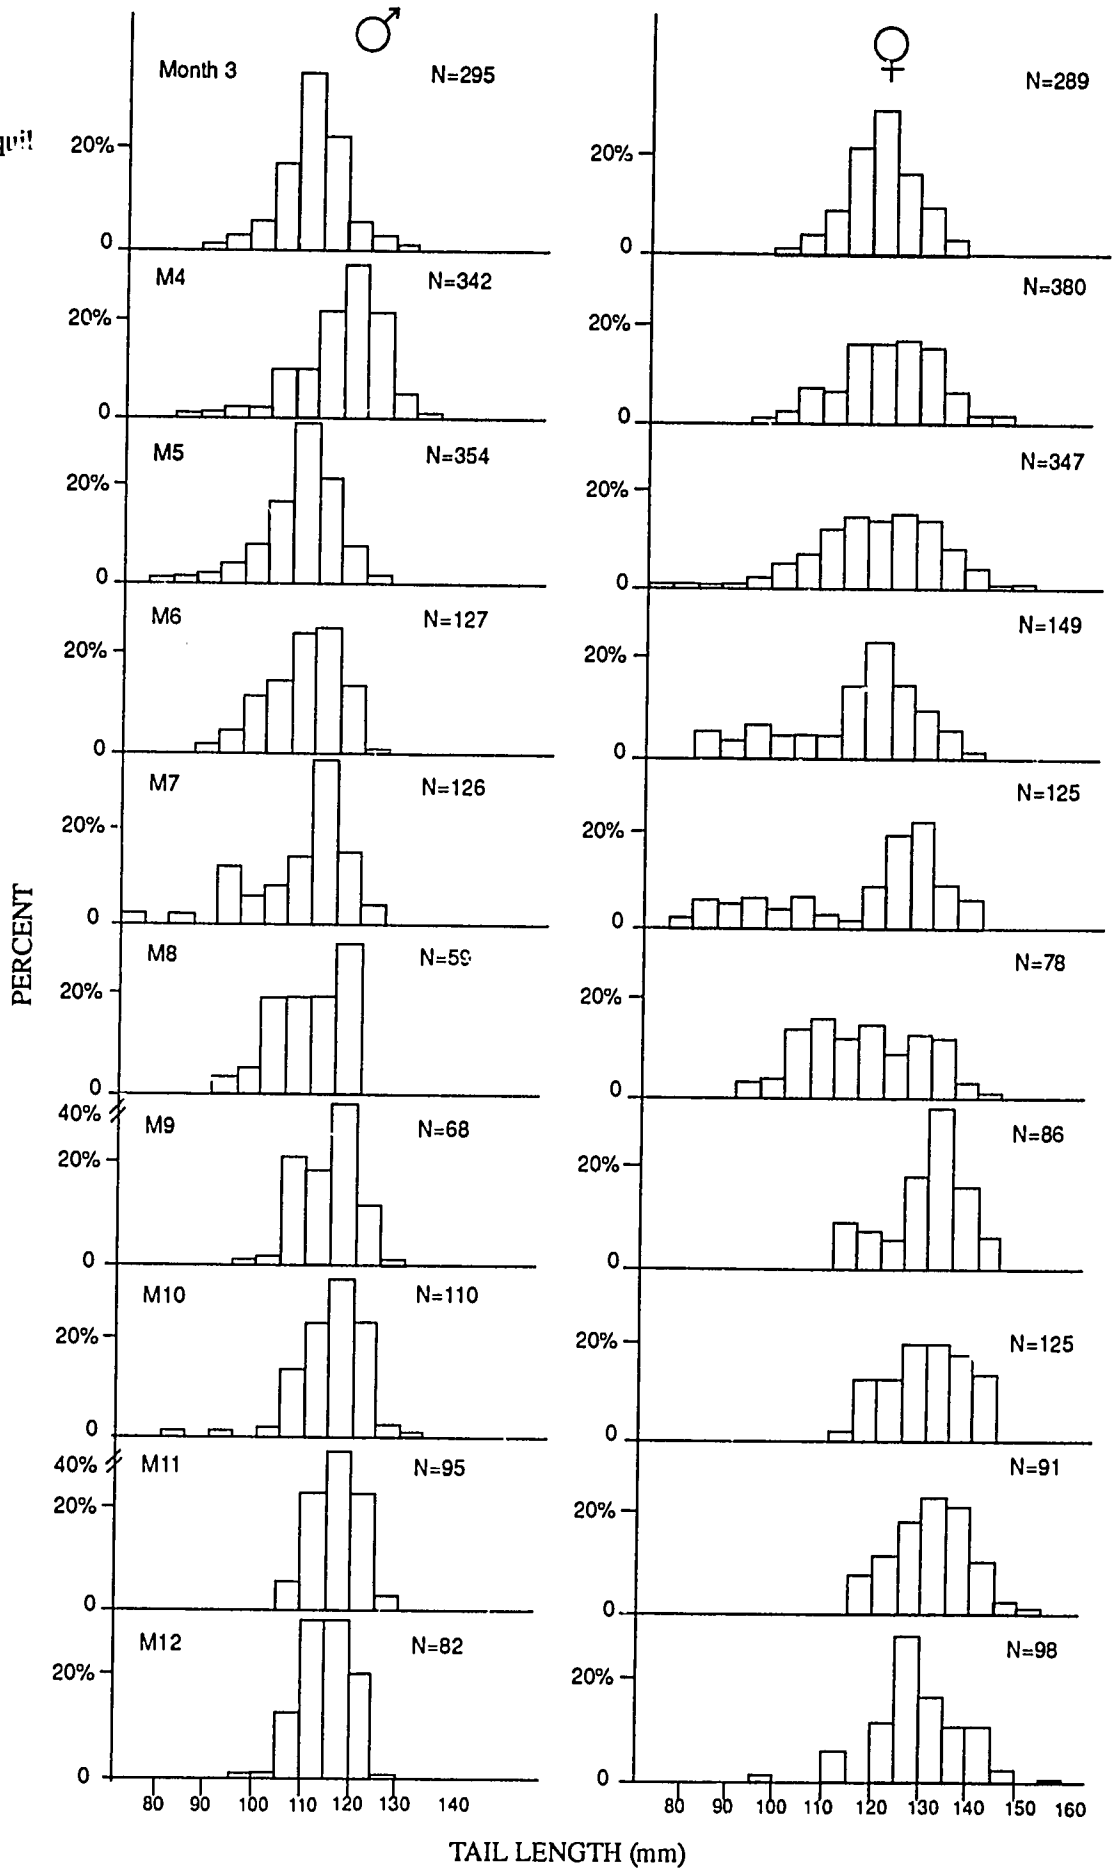 ♂ ♀
Month 3 N=295 N=289
20% 20%
0 0
M4 N=342 N=380
20% 20%
0 0
M5 N=354 N=347
20% 20%
0 0
M6 N=127 N=149
20% 20%
0 0
M7 N=126 N=125
20% 20%
0 0
M8 N=59 N=78
20% 20%
0 0
40% M9 N=68 N=86
20% 20%
0 0
M10 N=110 N=125
20% 20%
0 0
40% M11 N=95 N=91
20% 20%
0 0
M12 N=82 N=98
20% 20%
0 0
80 90 100 110 120 130 140 80 90 100 110 120 130 140 150 160
PERCENT
TAIL LENGTH (mm)